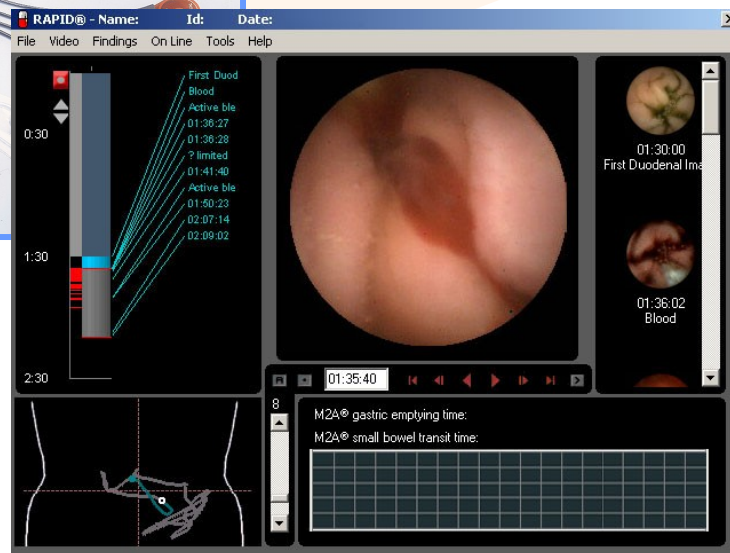 RAPID® - Name: Id: Date:
File Video Findings On Line Tools Help
0:30
1:30
2:30
First Duod
Blood
Active ble
01:36:27
01:36:28
? limited
01:41:40
Active ble
01:50:23
02:07:14
02:09:02
01:30:00
First Duodenal Ima
01:36:02
Blood
01:35:40
8
M2A® gastric emptying time:
M2A® small bowel transit time: